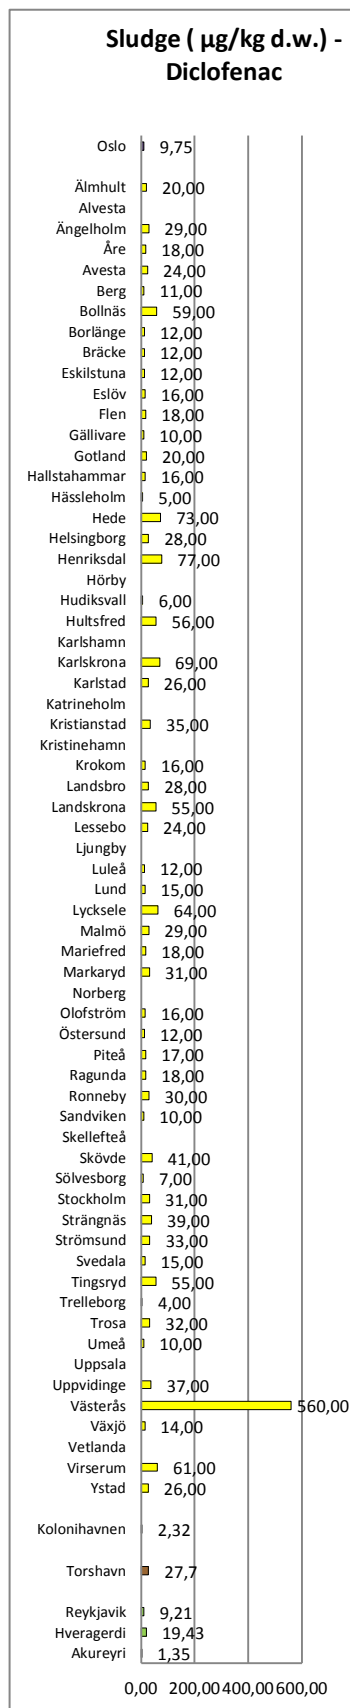 Sludge ( µg/kg d.w.) -
Diclofenac
Oslo 9,75
Älmhult 20,00
Alvesta
Ängelholm 29,00
Åre 18,00
Avesta 24,00
Berg 11,00
Bollnäs 59,00
Borlänge 12,00
Bräcke 12,00
Eskilstuna 12,00
Eslöv 16,00
Flen 18,00
Gällivare 10,00
Gotland 20,00
Hallstahammar 16,00
Hässleholm 5,00
Hede 73,00
Helsingborg 28,00
Henriksdal 77,00
Hörby
Hudiksvall 6,00
Hultsfred 56,00
Karlshamn
Karlskrona 69,00
Karlstad 26,00
Katrineholm
Kristianstad 35,00
Kristinehamn
Krokom 16,00
Landsbro 28,00
Landskrona 55,00
Lessebo 24,00
Ljungby
Luleå 12,00
Lund 15,00
Lycksele 64,00
Malmö 29,00
Mariefred 18,00
Markaryd 31,00
Norberg
Olofström 16,00
Östersund 12,00
Piteå 17,00
Ragunda 18,00
Ronneby 30,00
Sandviken 10,00
Skellefteå
Skövde 41,00
Sölvesborg 7,00
Stockholm 31,00
Strängnäs 39,00
Strömsund 33,00
Svedala 15,00
Tingsryd 55,00
Trelleborg 4,00
Trosa 32,00
Umeå 10,00
Uppsala
Uppvidinge 37,00
Västerås 560,00
Växjö 14,00
Vetlanda
Virserum 61,00
Ystad 26,00
Kolonihavnen 2,32
Torshavn 27,7
Reykjavik 9,21
Hveragerdi 19,43
Akureyri 1,35
0,00 200,00 400,00 600,00